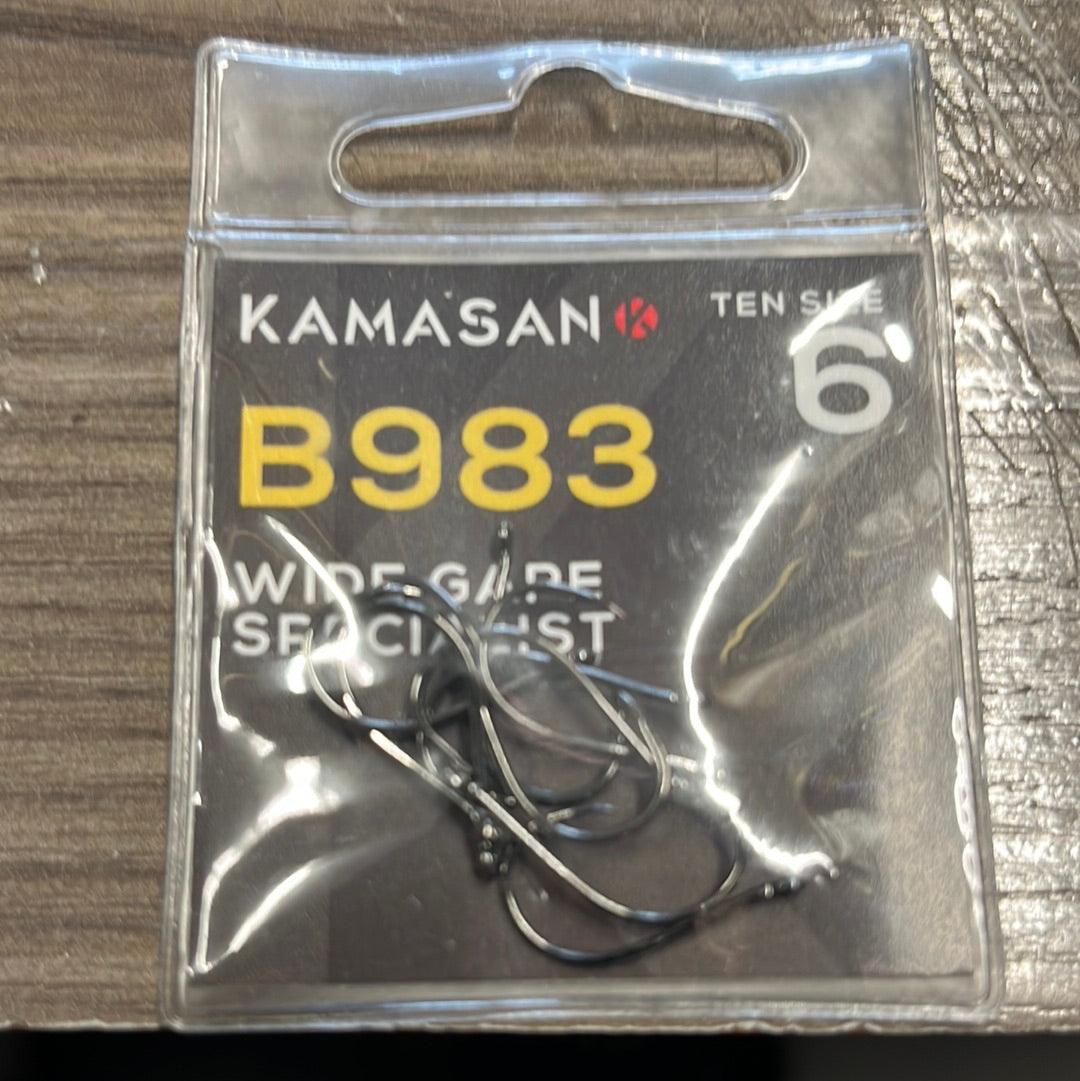 KAMASAN
TEN SIZE
6
B983
WIDE GAPE
SPECIALIST